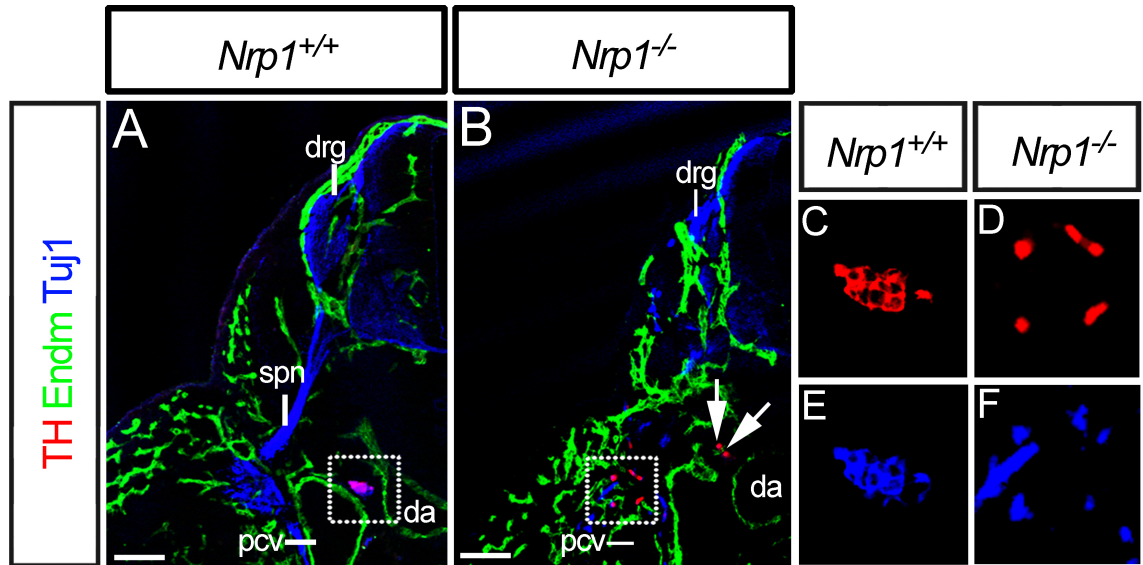 Nrp1+/+
Nrp1-/-
TH Endm Tuj1
A
drg
spn
pcv
da
B
drg
pcv
da
Nrp1+/+
Nrp1-/-
C
D
E
F